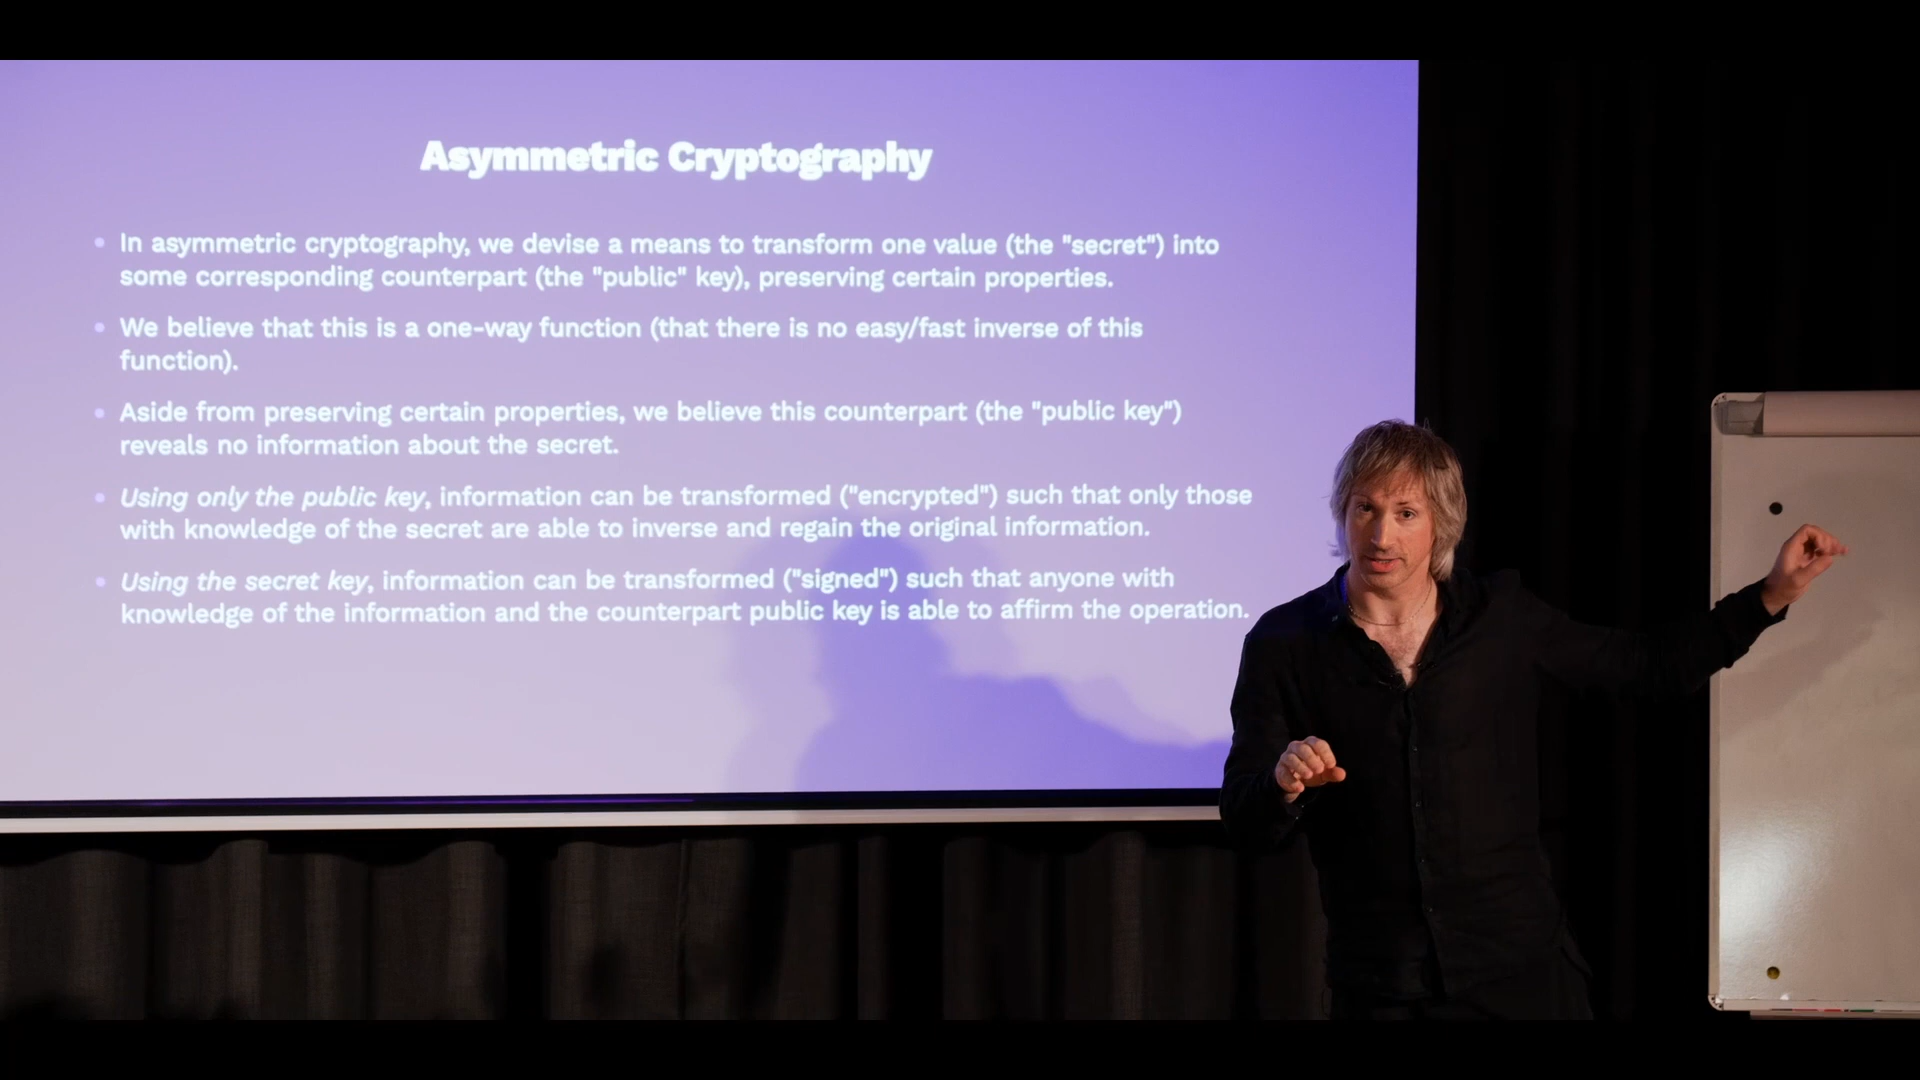 Asymmetric Cryptography
In asymmetric cryptography, we devise a means to transform one value (the "secret") into
some corresponding counterpart (the "public" key), preserving certain properties.
We believe that this is a one-way function (that there is no easy/fast inverse of this
function).
Aside from preserving certain properties, we believe this counterpart (the "public key")
reveals no information about the secret.
Using only the public key, information can be transformed ("encrypted") such that only those
with knowledge of the secret are able to inverse and regain the original information.
Using the secret key, information can be transformed ("signed") such that anyone with
knowledge of the information and the counterpart public key is able to affirm the operation.